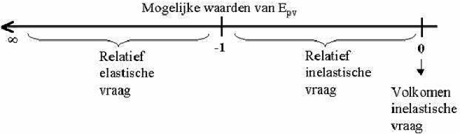 Mogelijke waarden van Epv
∞
-1
0
Relatief
elastische
vraag
Relatief
inelastische
vraag
Volkomen
inelastische
vraag